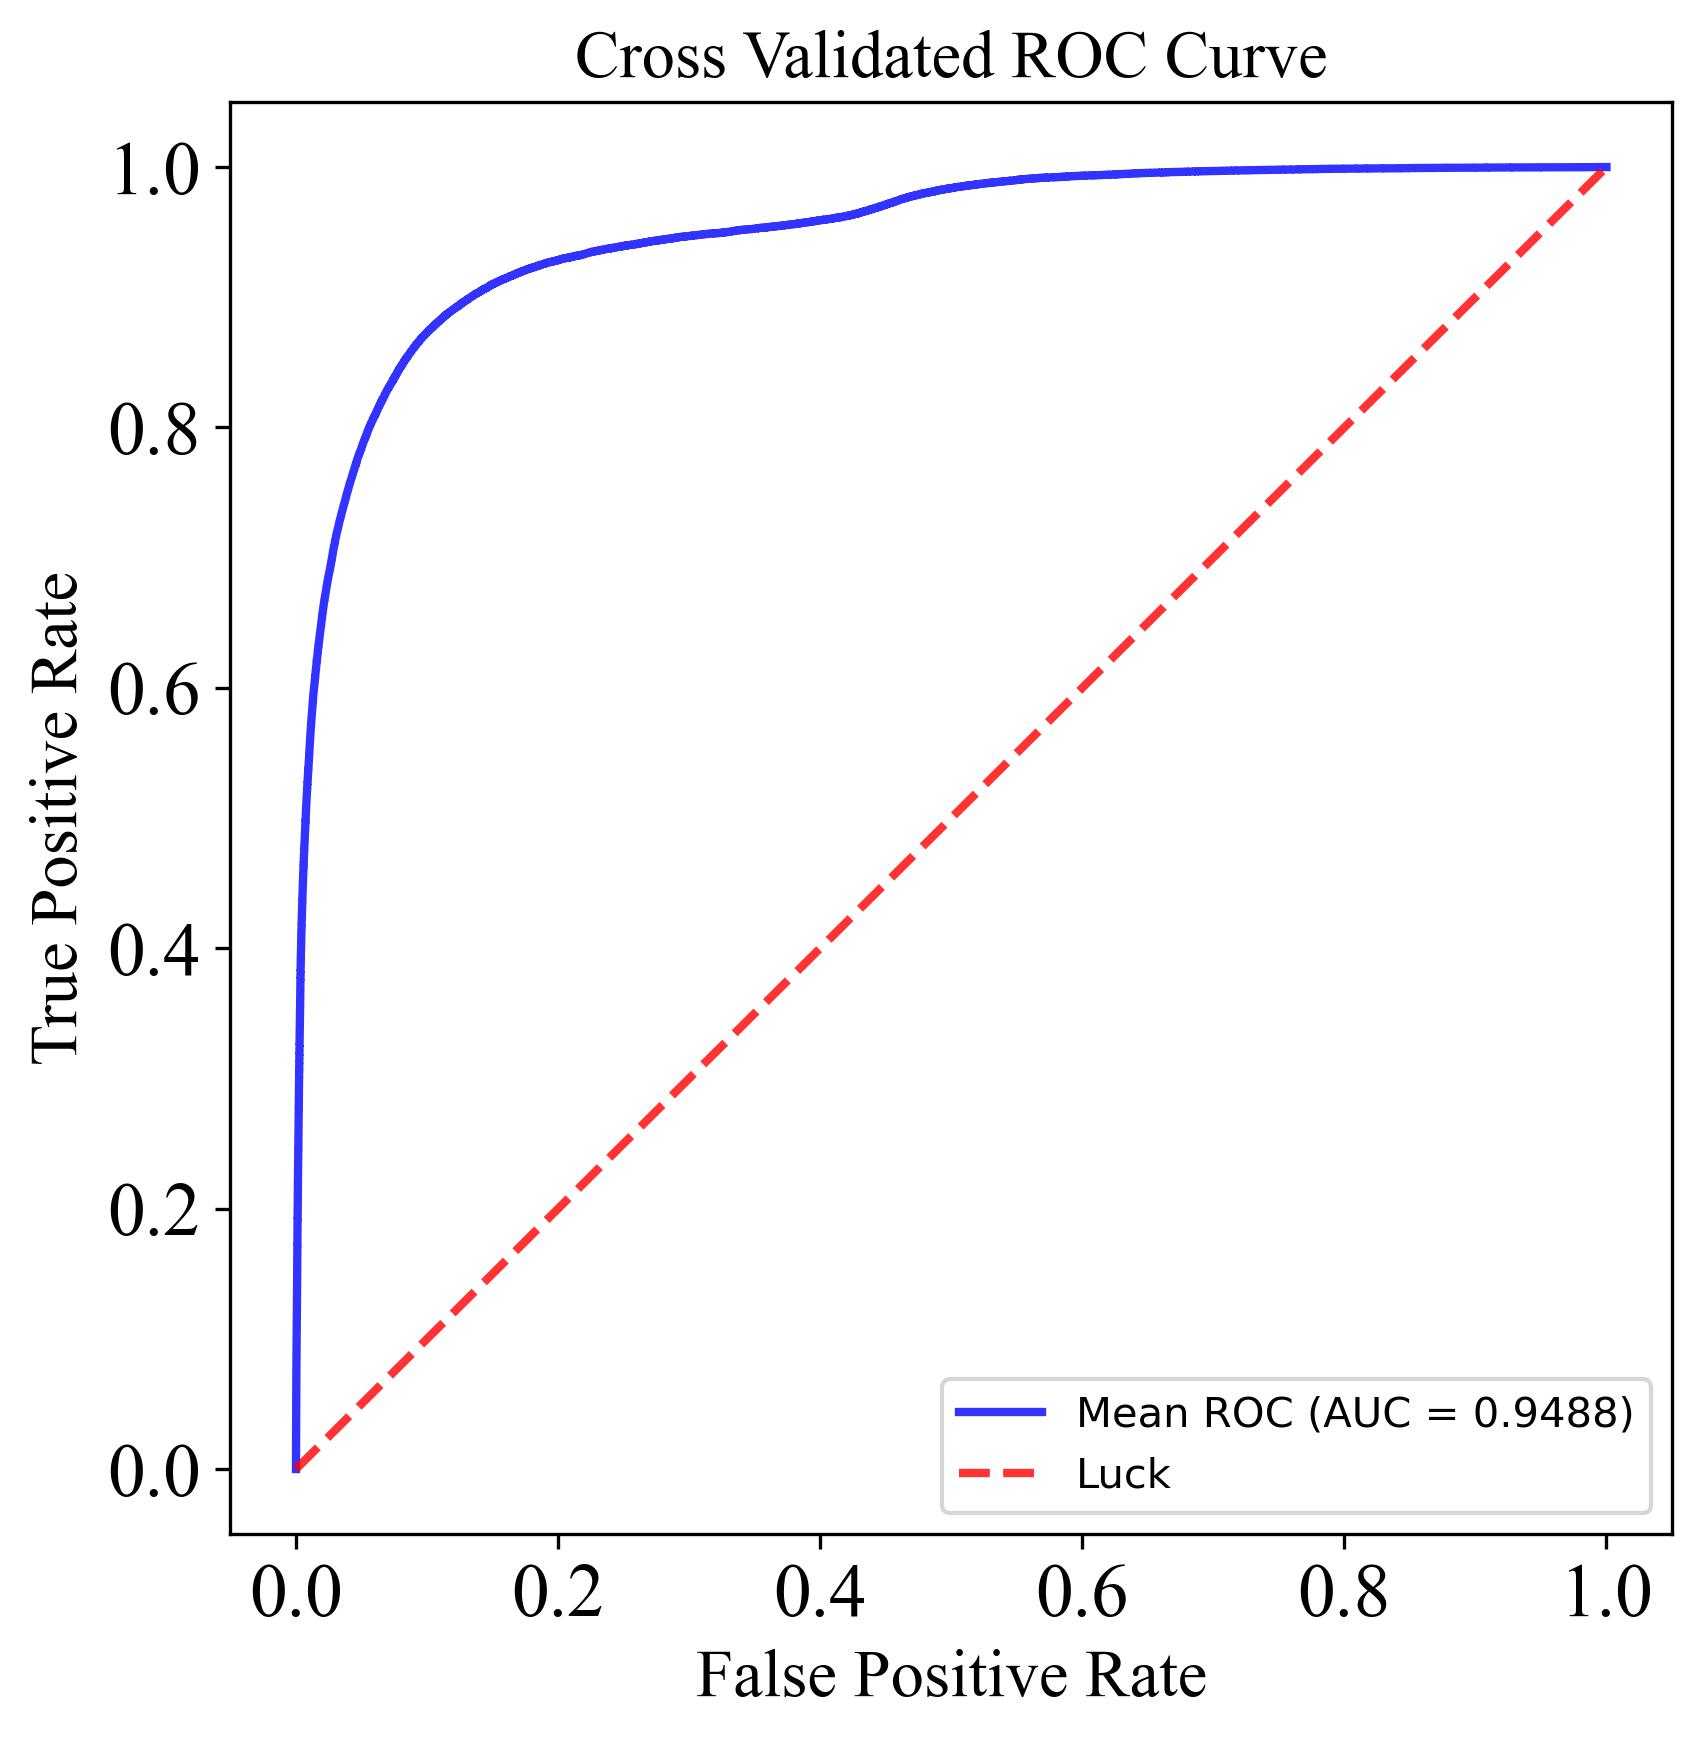 Cross Validated ROC Curve
True Positive Rate
1.0
0.8
0.6
0.4
0.2
0.0
Mean ROC (AUC = 0.9488)
Luck
0.0 0.2 0.4 0.6 0.8 1.0
False Positive Rate